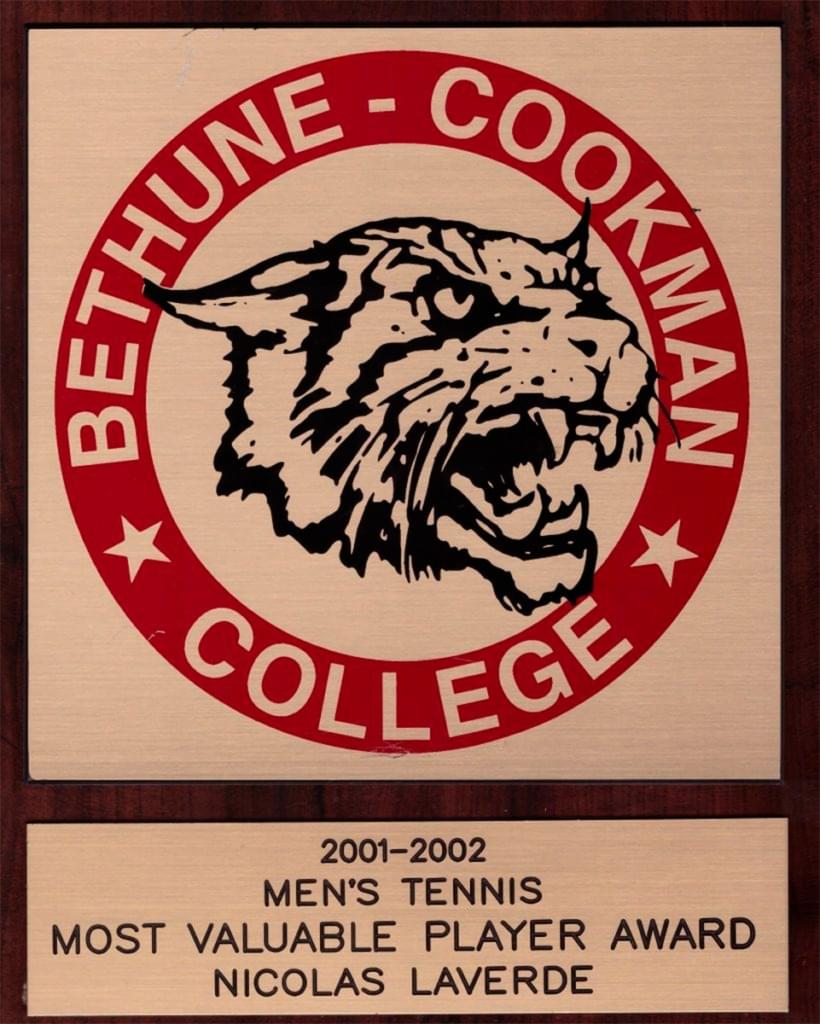 BETHUNE - COOKMAN
COLLEGE
2001-2002
MEN'S TENNIS
MOST VALUABLE PLAYER AWARD
NICOLAS LAVERDE